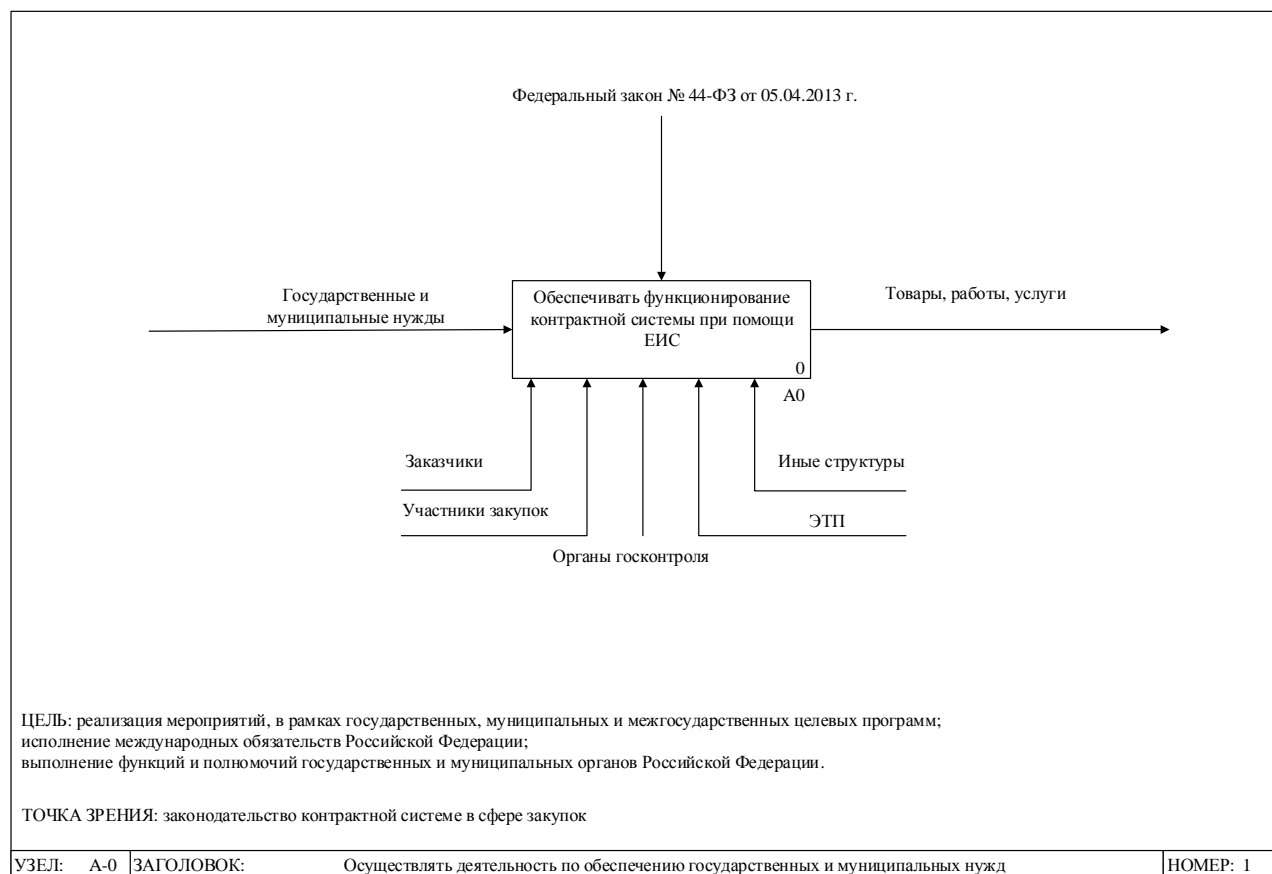 Федеральный закон № 44-ФЗ от 05.04.2013 г.
Государственные и
муниципальные нужды
Обеспечивать функционирование
контрактной системы при помощи
ЕИС
0
А0
Товары, работы, услуги
Заказчики
Иные структуры
Участники закупок
ЭТП
Органы госконтроля
ЦЕЛЬ: реализация мероприятий, в рамках государственных, муниципальных и межгосударственных целевых программ;
исполнение международных обязательств Российской Федерации;
выполнение функций и полномочий государственных и муниципальных органов Российской Федерации.
ТОЧКА ЗРЕНИЯ: законодательство контрактной системе в сфере закупок
УЗЕЛ: А-0 ЗАГОЛОВОК: Осуществлять деятельность по обеспечению государственных и муниципальных нужд НОМЕР: 1